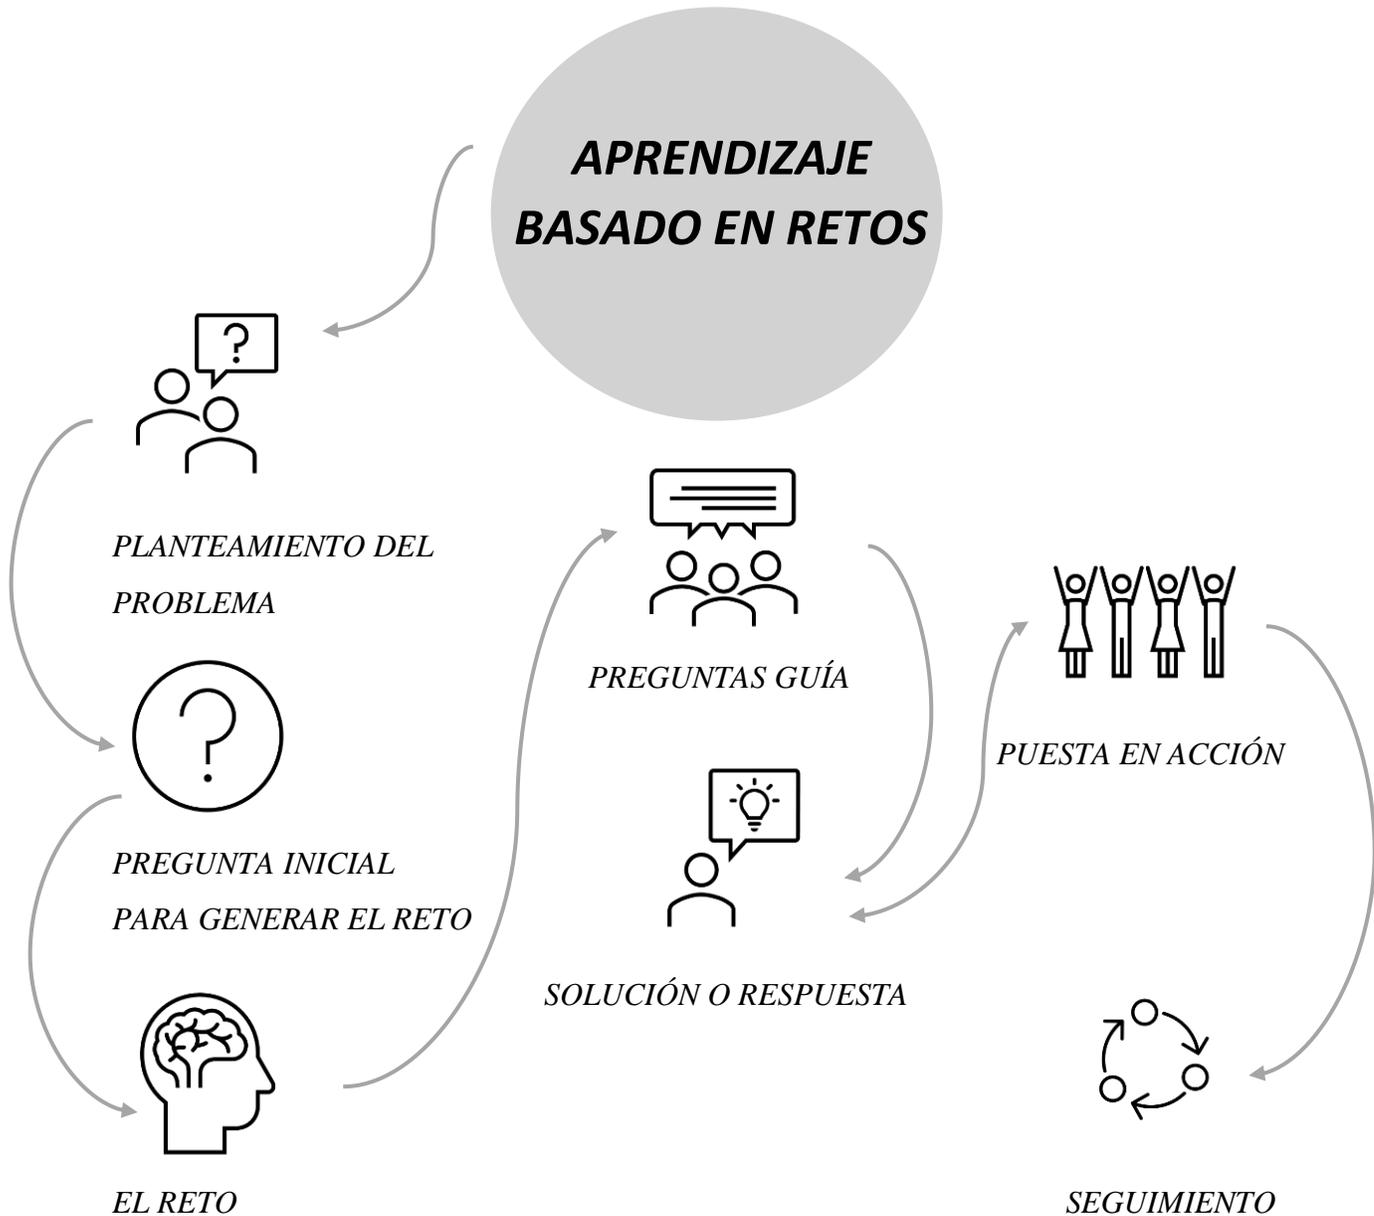 APRENDIZAJE
BASADO EN RETOS
?
PLANTEAMIENTO DEL
PROBLEMA
?
PREGUNTA INICIAL
PARA GENERAR EL RETO
EL RETO
PREGUNTAS GUÍA
SOLUCIÓN O RESPUESTA
PUESTA EN ACCIÓN
SEGUIMIENTO